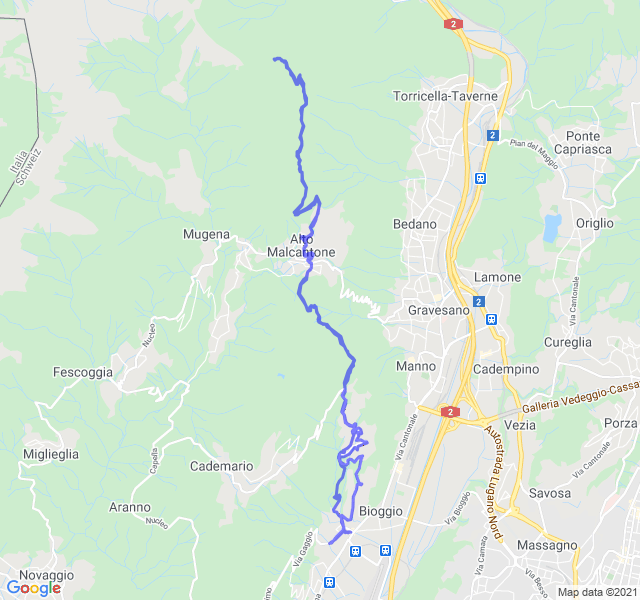 2
Torricella-Taverne
2
Ponte
Capriasca
Pian del Maggio
Italia
Schweiz
Bedano
Origlio
Mugena
Alto
Malcantone
Lamone
Via Cantonale
2
Gravesano
Nucleo
Cureglia
Fescoggia
Manno
Cadempino
2
Galleria Vedeggio-Cassa
Via Cantonale
Vezia
Porza
Miglieglia
Capella
Cademario
Autostrada Lugano Nord
Via Cantonale
Savosa
Aranno
Nucleo
Bioggio
Via Bioggio
Via Gaggio
Massagno
Via Camara
Via Besso
Novaggio
Google
Map data ©2021